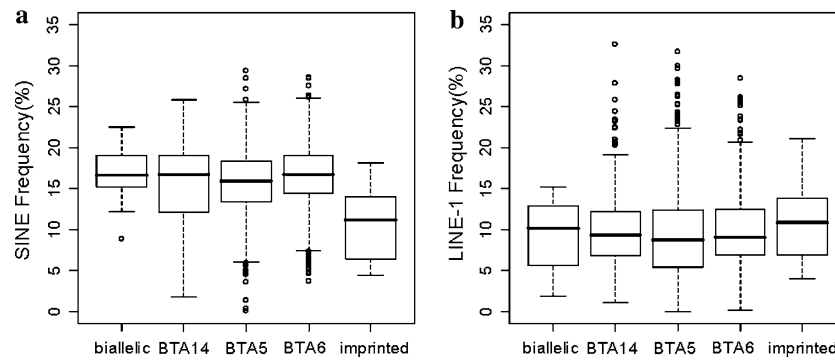 a
SINE Frequency(%)
35
30
25
20
15
10
5
0
biallelic BTA14 BTA5 BTA6 imprinted
b
LINE-1 Frequency(%)
35
30
25
20
15
10
5
0
biallelic BTA14 BTA5 BTA6 imprinted